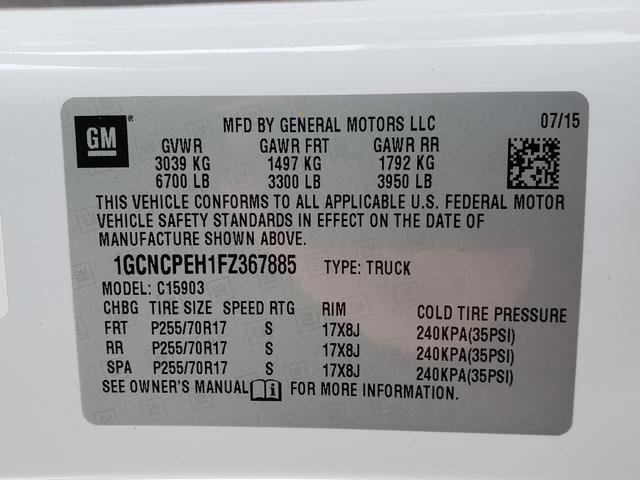 GM ® MFD BY GENERAL MOTORS LLC 07/15
GVWR GAWR FRT GAWR RR
3039 KG 1497 KG 1792 KG
6700 LB 3300 LB 3950 LB
THIS VEHICLE CONFORMS TO ALL APPLICABLE U.S. FEDERAL MOTOR
VEHICLE SAFETY STANDARDS IN EFFECT ON THE DATE OF
MANUFACTURE SHOWN ABOVE.
1GCNCPEH1FZ367885 TYPE: TRUCK
MODEL: C15903
CHBG TIRE SIZE SPEED RTG RIM COLD TIRE PRESSURE
FRT P255/70R17 S 17X8J 240KPA(35PSI)
RR P255/70R17 S 17X8J 240KPA(35PSI)
SPA P255/70R17 S 17X8J 240KPA(35PSI)
SEE OWNER'S MANUAL FOR MORE INFORMATION.